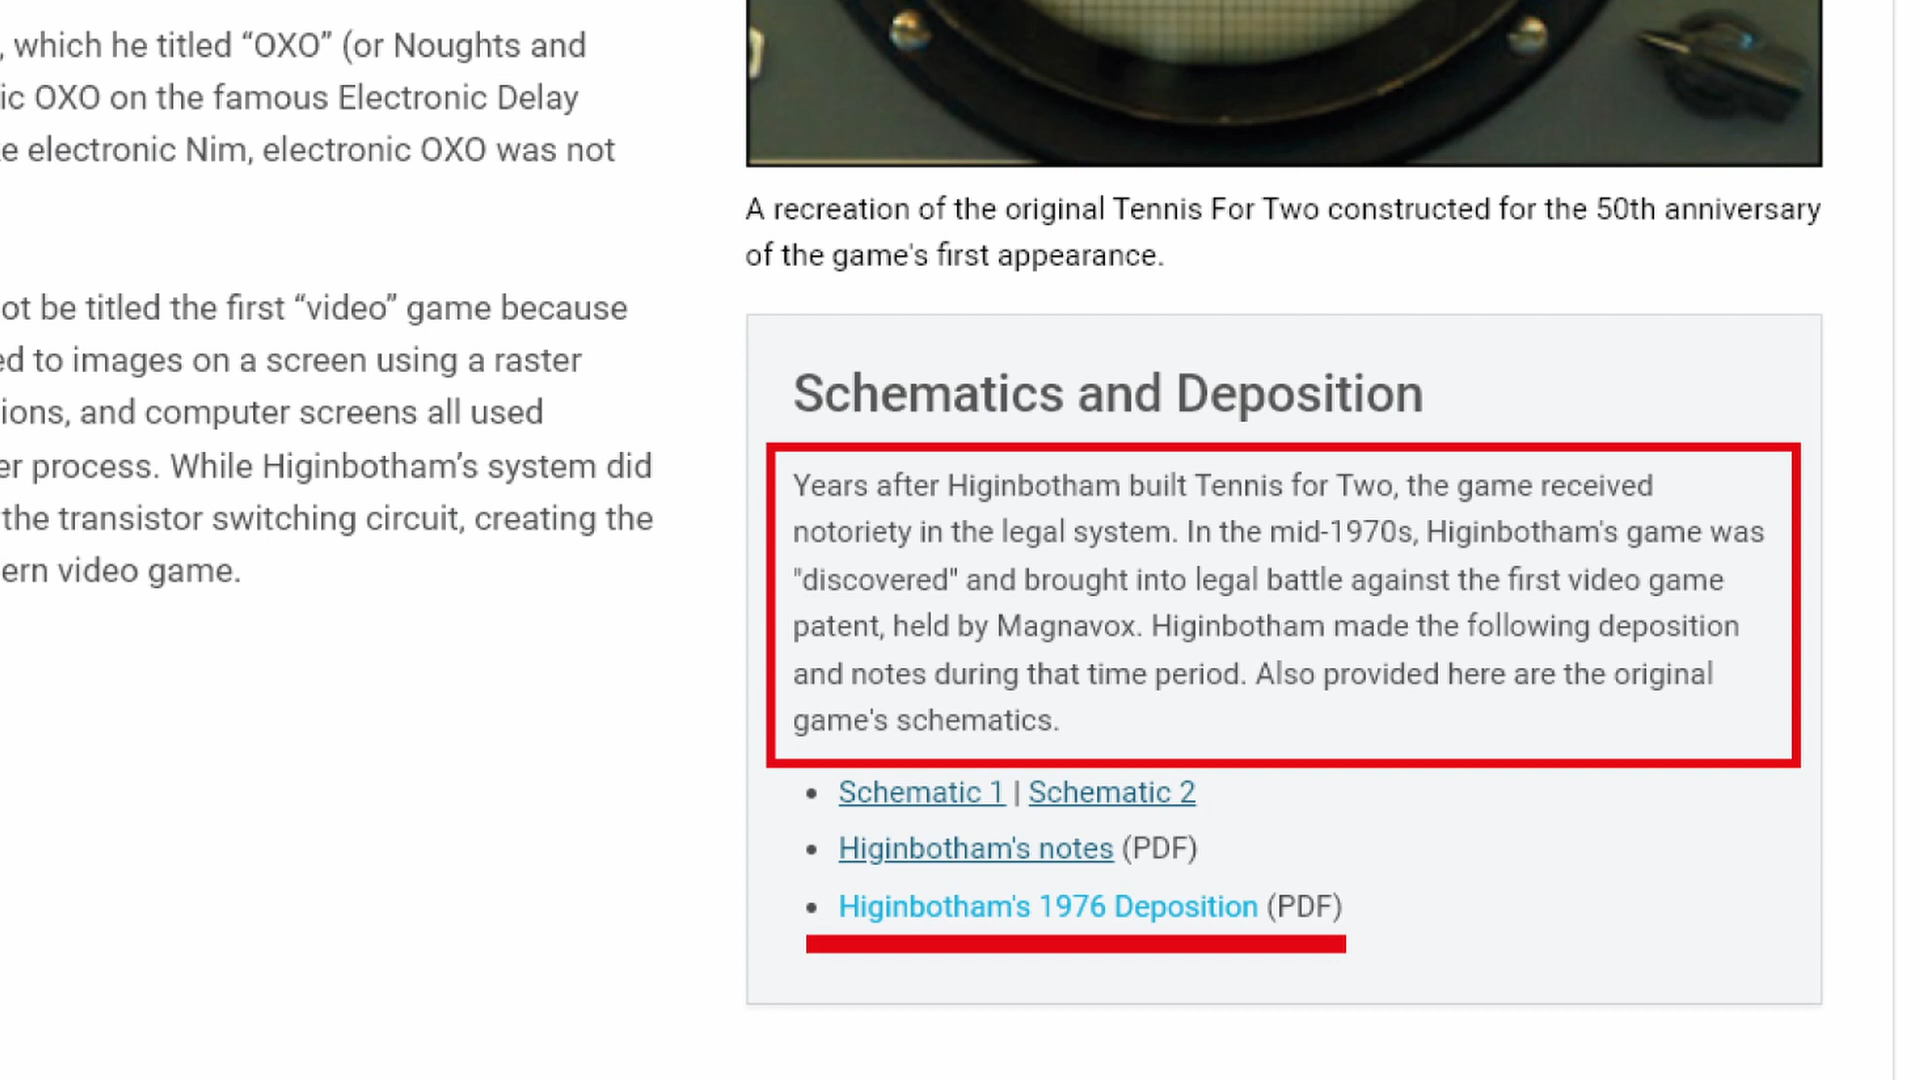 , which he titled “OXO” (or Noughts and
ic OXO on the famous Electronic Delay
e electronic Nim, electronic OXO was not
ot be titled the first “video” game because
ed to images on a screen using a raster
ions, and computer screens all used
er process. While Higinbotham’s system did
the transistor switching circuit, creating the
ern video game.
A recreation of the original Tennis For Two constructed for the 50th anniversary
of the game's first appearance.
Schematics and Deposition
Years after Higinbotham built Tennis for Two, the game received
notoriety in the legal system. In the mid-1970s, Higinbotham's game was
"discovered" and brought into legal battle against the first video game
patent, held by Magnavox. Higinbotham made the following deposition
and notes during that time period. Also provided here are the original
game's schematics.
• Schematic 1 | Schematic 2
• Higinbotham's notes (PDF)
• Higinbotham's 1976 Deposition (PDF)